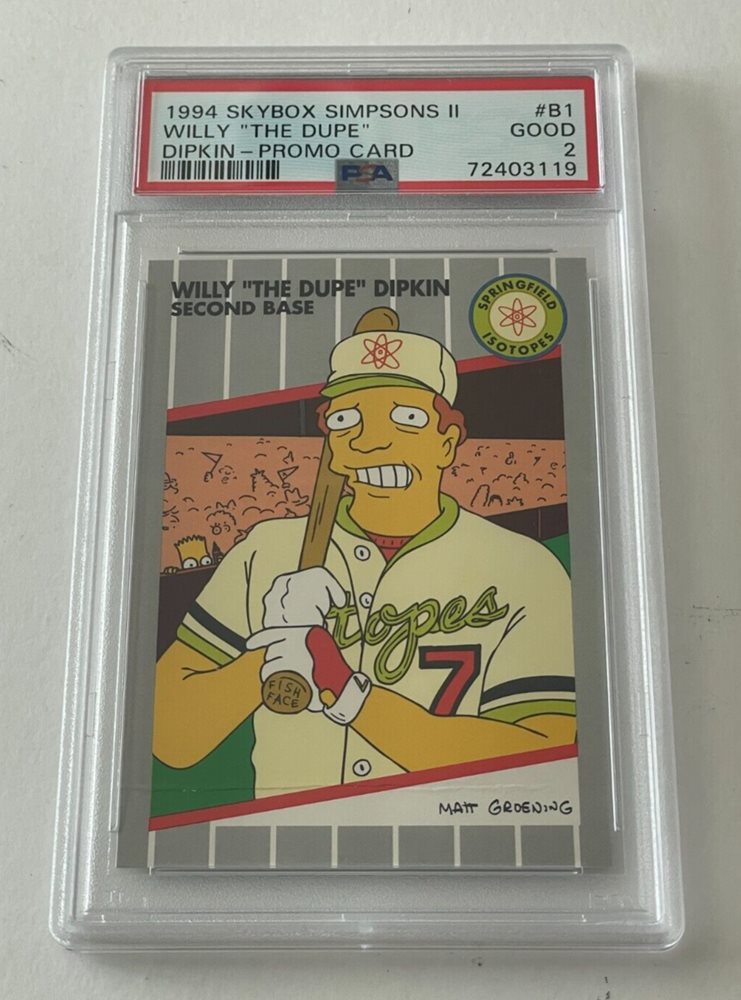 1994 SKYBOX SIMPSONS II #B1
WILLY "THE DUPE" GOOD
DIPKIN – PROMO CARD 2
PSA 72403119
WILLY "THE DUPE" DIPKIN
SECOND BASE
SPRINGFIELD
ISOTOPES
topes
7
FISH
FACE
MATT GROENING